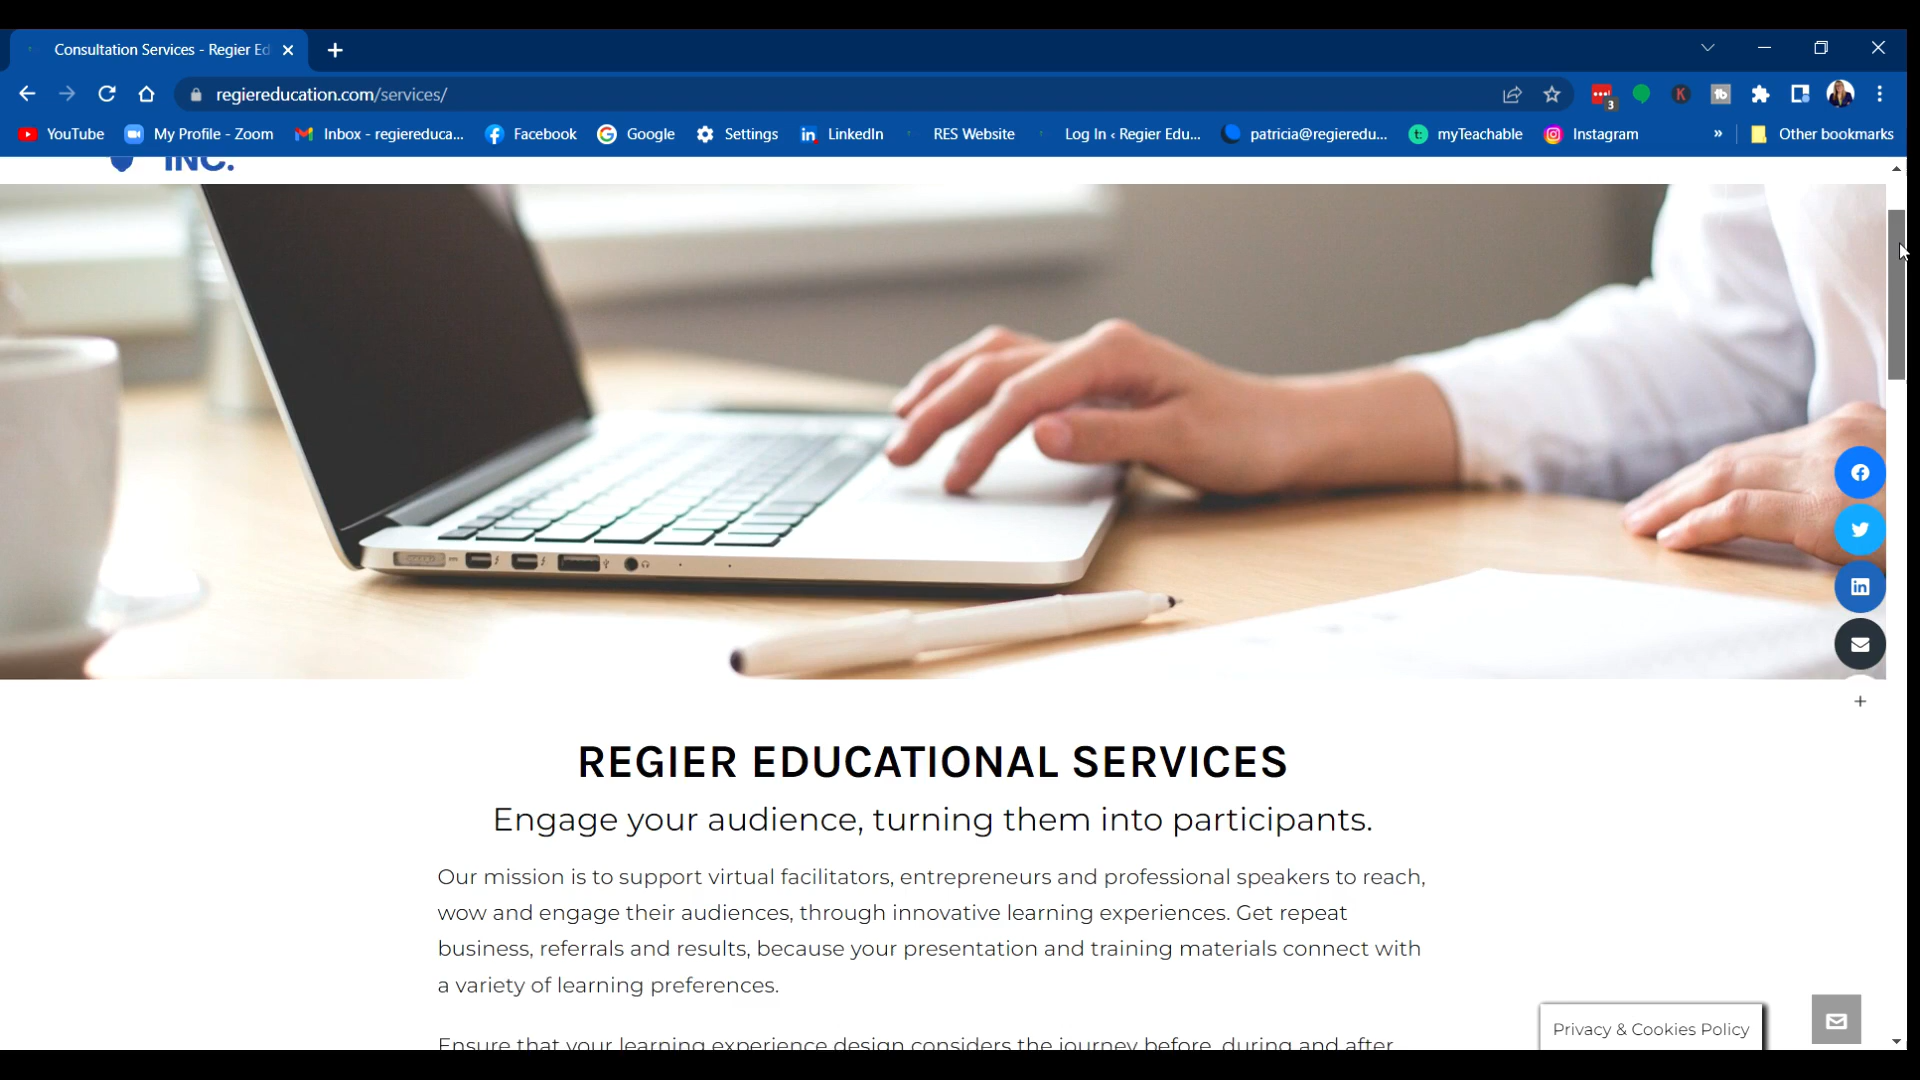 Consultation Services - Regier Ed
regiereducation.com/services/
3
YouTube
My Profile - Zoom
Inbox - regiereduca...
Facebook
Google
Settings
LinkedIn
RES Website
Log In ‹ Regier Edu...
patricia@regieredu...
myTeachable
Instagram
»
Other bookmarks
INC.
REGIER EDUCATIONAL SERVICES
Engage your audience, turning them into participants.
Our mission is to support virtual facilitators, entrepreneurs and professional speakers to reach,
wow and engage their audiences, through innovative learning experiences. Get repeat
business, referrals and results, because your presentation and training materials connect with
a variety of learning preferences.
Privacy & Cookies Policy
Ensure that your learning experience design considers the journey before, during and after